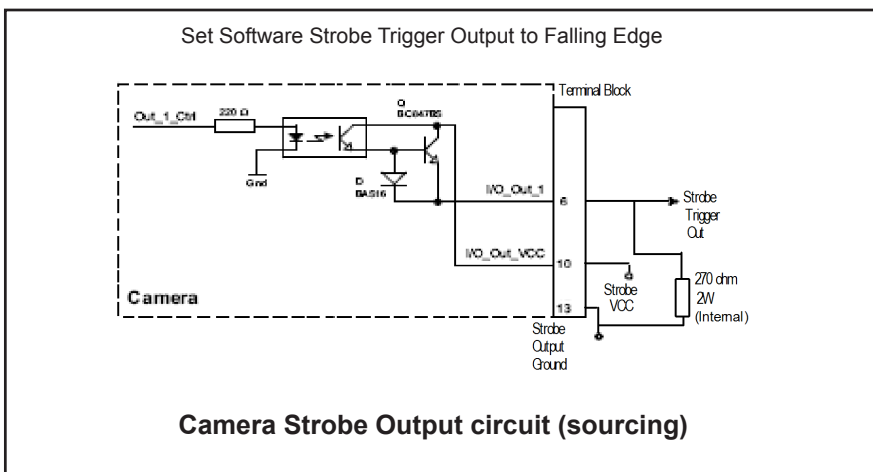 Set Software Strobe Trigger Output to Falling Edge
Terminal Block
Out_1_Ctrl
220 Ω
Q
BC847BS
Gnd
D
BAS16
I/O_Out_1
6
Strobe
Trigger
Out
I/O_Out_VCC
10
Strobe
VCC
270 ohm
2W
(Internal)
Camera
13
Strobe
Output
Ground
Camera Strobe Output circuit (sourcing)